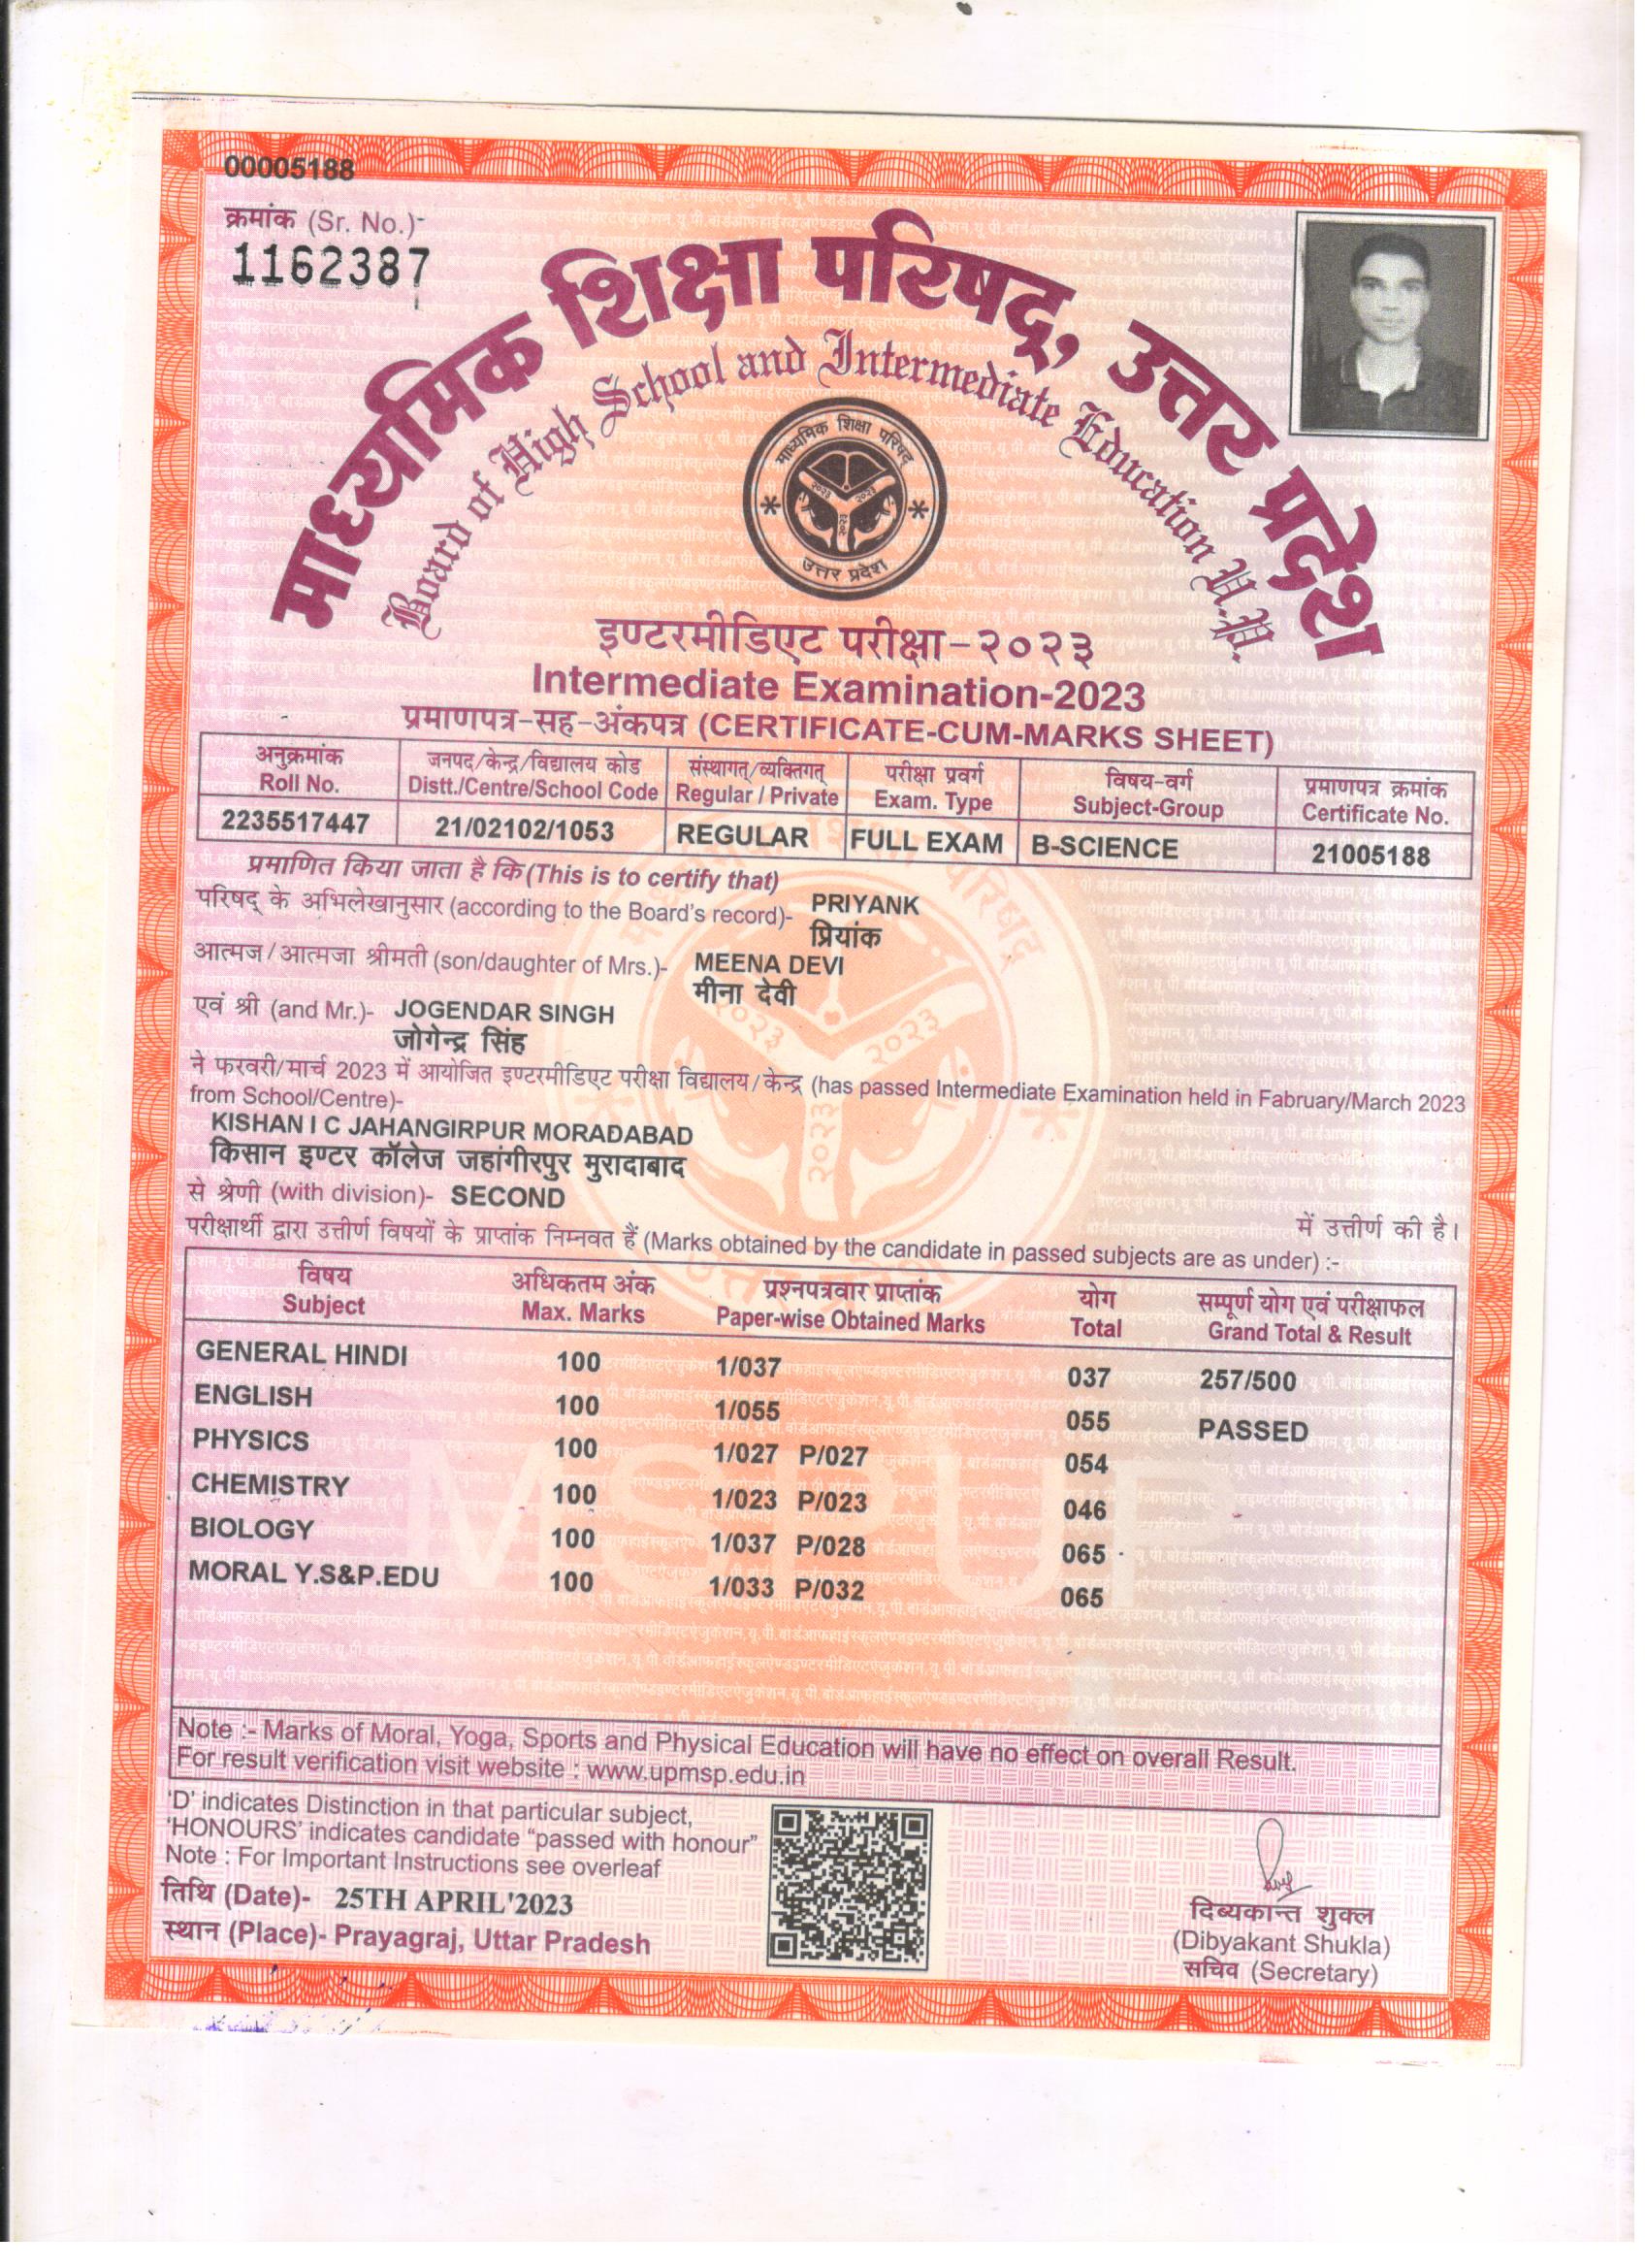 00005188
क्रमांक (Sr. No.)-
1162387
माध्यमिक शिक्षा परिषद्, उत्तर प्रदेश
Board of High School and Intermediate Education U.P.
माध्यमिक शिक्षा परिषद्
२०२३ २०२३
२०२३
उत्तर प्रदेश
इण्टरमीडिएट परीक्षा-२०२३
Intermediate Examination-2023
प्रमाणपत्र-सह-अंकपत्र (CERTIFICATE-CUM-MARKS SHEET)
अनुक्रमांक जनपद/केन्द्र/विद्यालय कोड संस्थागत्/व्यक्तिगत् परीक्षा प्रवर्ग विषय-वर्ग प्रमाणपत्र क्रमांक
Roll No. Distt./Centre/School Code Regular / Private Exam. Type Subject-Group Certificate No.
2235517447 21/02102/1053 REGULAR FULL EXAM B-SCIENCE 21005188
प्रमाणित किया जाता है कि (This is to certify that)
परिषद् के अभिलेखानुसार (according to the Board's record)- PRIYANK
प्रियांक
आत्मज/आत्मजा श्रीमती (son/daughter of Mrs.)- MEENA DEVI
मीना देवी
एवं श्री (and Mr.)- JOGENDAR SINGH
जोगेन्द्र सिंह
ने फरवरी/मार्च 2023 में आयोजित इण्टरमीडिएट परीक्षा विद्यालय/केन्द्र (has passed Intermediate Examination held in Fabruary/March 2023
from School/Centre)-
KISHAN I C JAHANGIRPUR MORADABAD
किसान इण्टर कॉलेज जहांगीरपुर मुरादाबाद
से श्रेणी (with division)- SECOND
में उत्तीर्ण की है।
परीक्षार्थी द्वारा उत्तीर्ण विषयों के प्राप्तांक निम्नवत हैं (Marks obtained by the candidate in passed subjects are as under) :-
विषय अधिकतम अंक प्रश्नपत्रवार प्राप्तांक योग सम्पूर्ण योग एवं परीक्षाफल
Subject Max. Marks Paper-wise Obtained Marks Total Grand Total & Result
GENERAL HINDI 100 1/037 037 257/500
ENGLISH 100 1/055 055 PASSED
PHYSICS 100 1/027 P/027 054
CHEMISTRY 100 1/023 P/023 046
BIOLOGY 100 1/037 P/028 065
MORAL Y.S&P.EDU 100 1/033 P/032 065
Note :- Marks of Moral, Yoga, Sports and Physical Education will have no effect on overall Result.
For result verification visit website : www.upmsp.edu.in
'D' indicates Distinction in that particular subject,
'HONOURS' indicates candidate "passed with honour"
Note : For Important Instructions see overleaf
तिथि (Date)- 25TH APRIL'2023
स्थान (Place)- Prayagraj, Uttar Pradesh
दिब्यकान्त शुक्ल
(Dibyakant Shukla)
सचिव (Secretary)